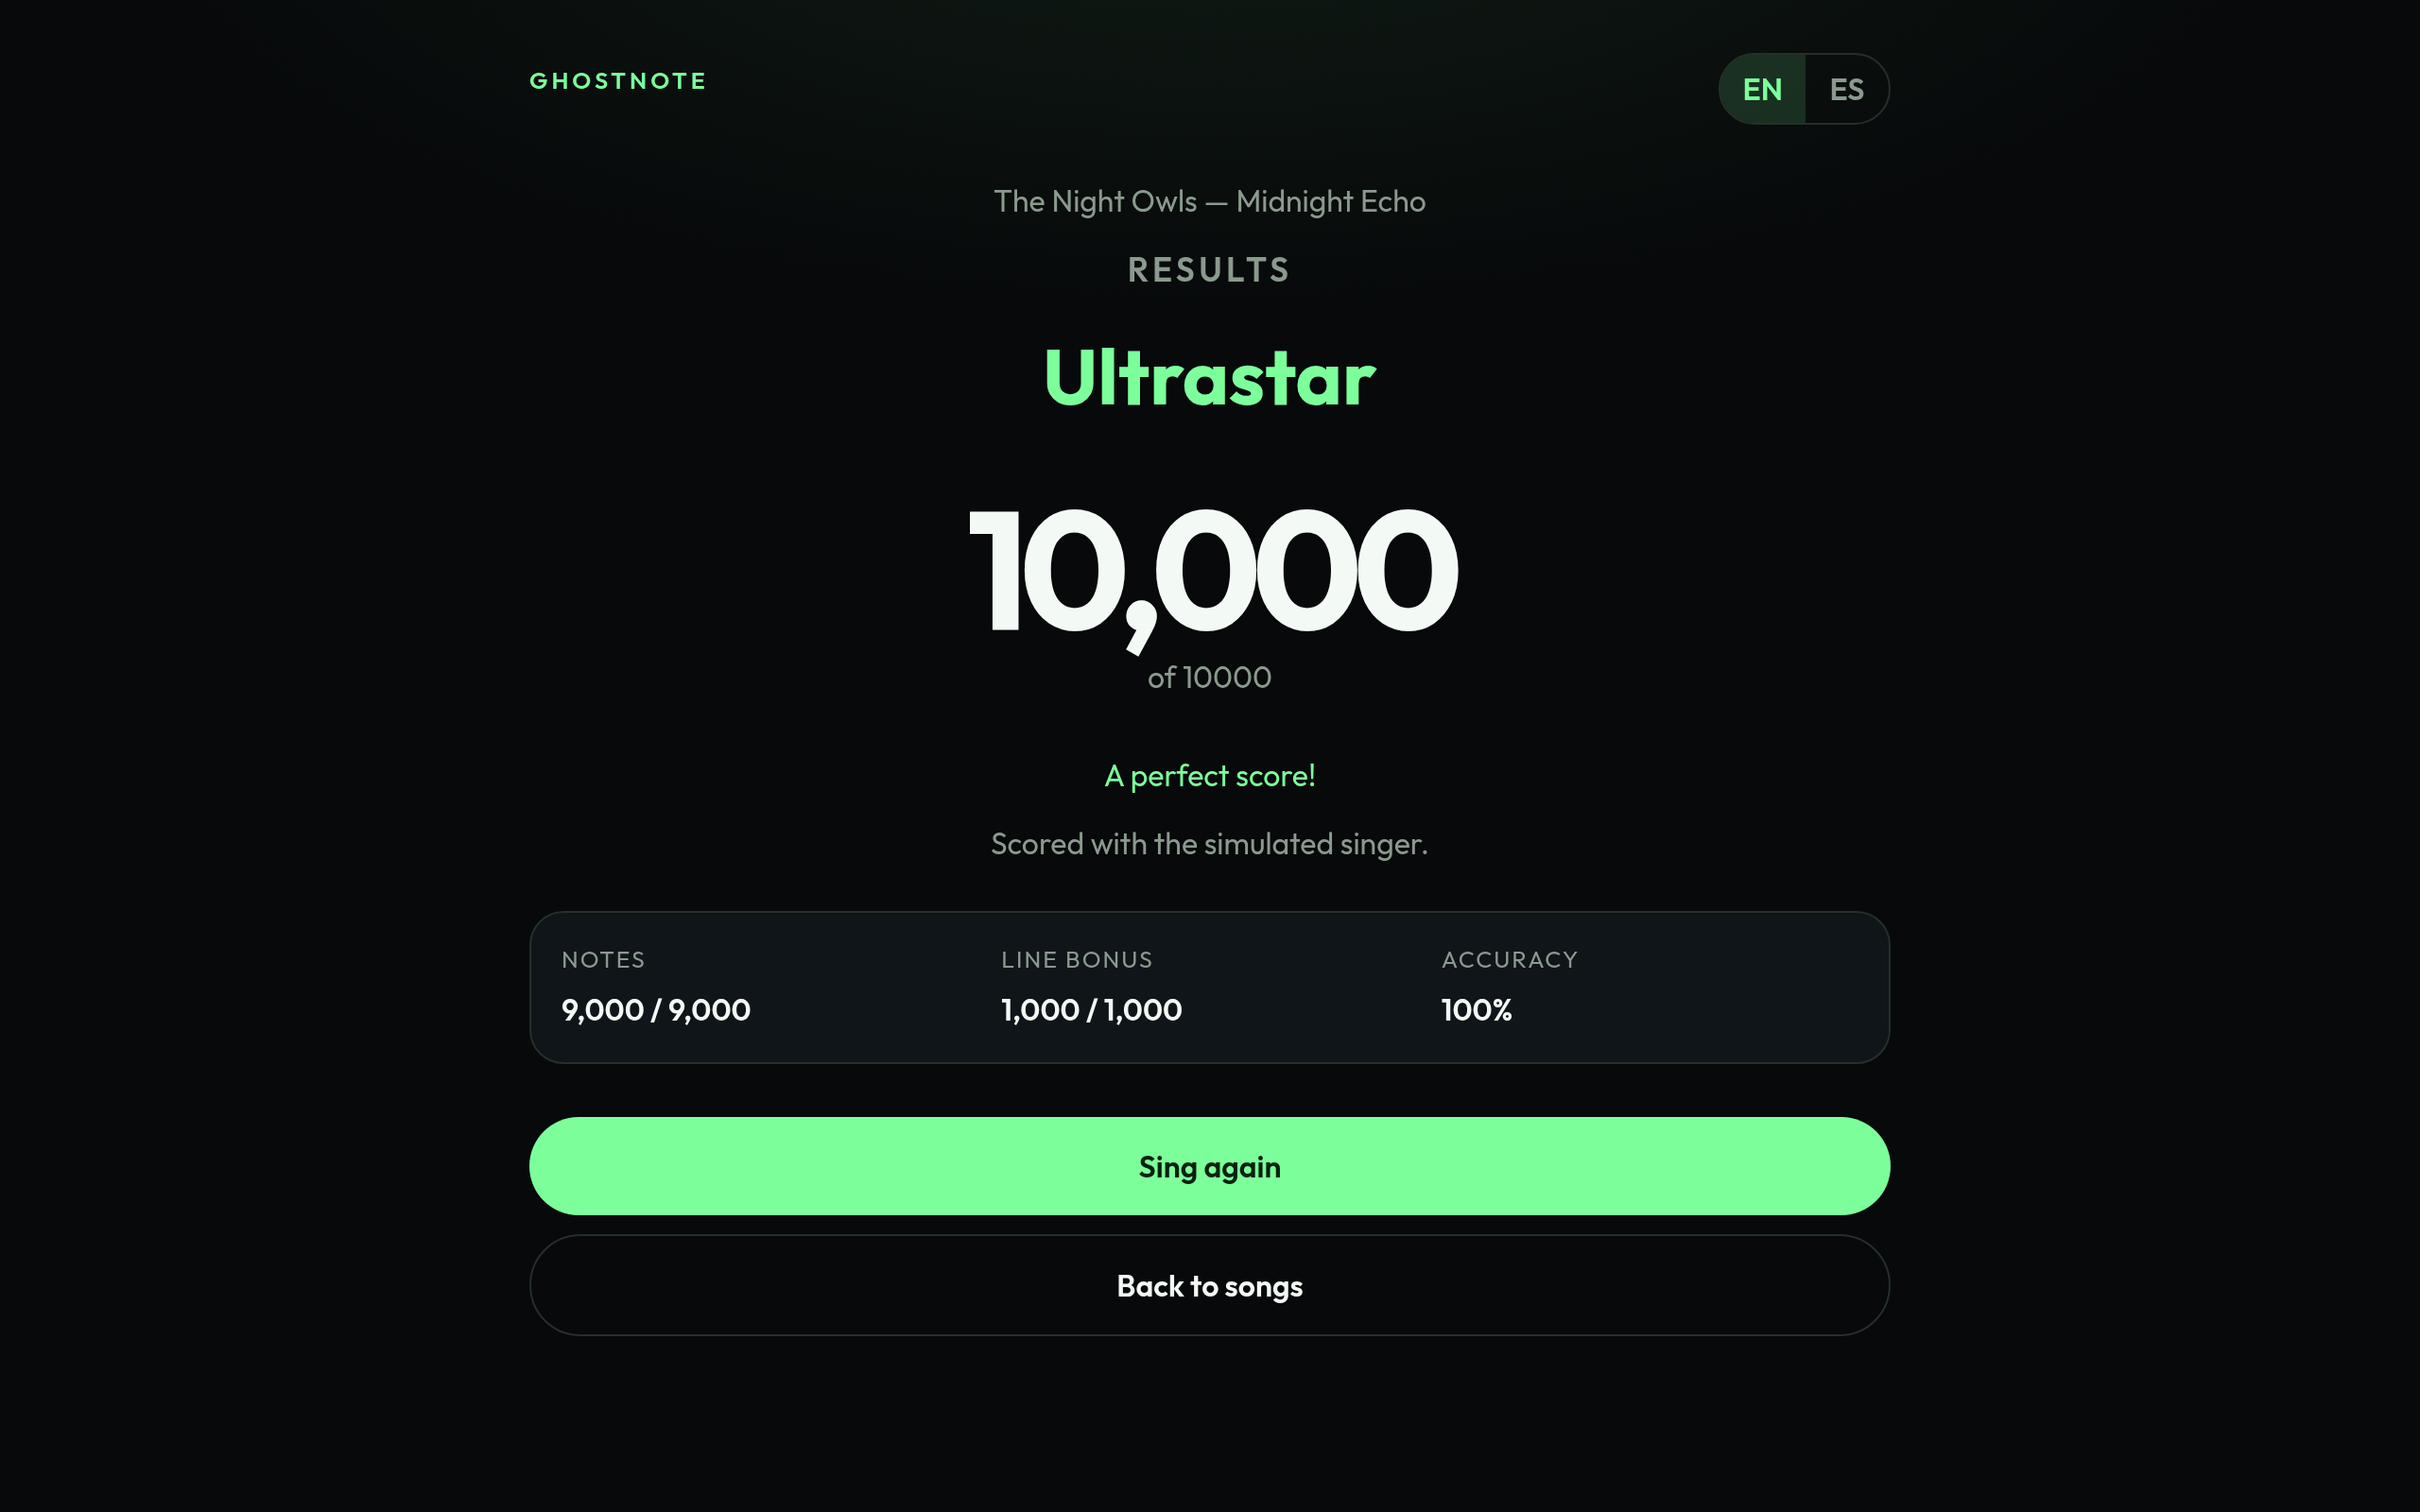 GHOSTNOTE
EN ES
The Night Owls — Midnight Echo
RESULTS
Ultrastar
10,000
of 10000
A perfect score!
Scored with the simulated singer.
NOTES LINE BONUS ACCURACY
9,000 / 9,000 1,000 / 1,000 100%
Sing again
Back to songs